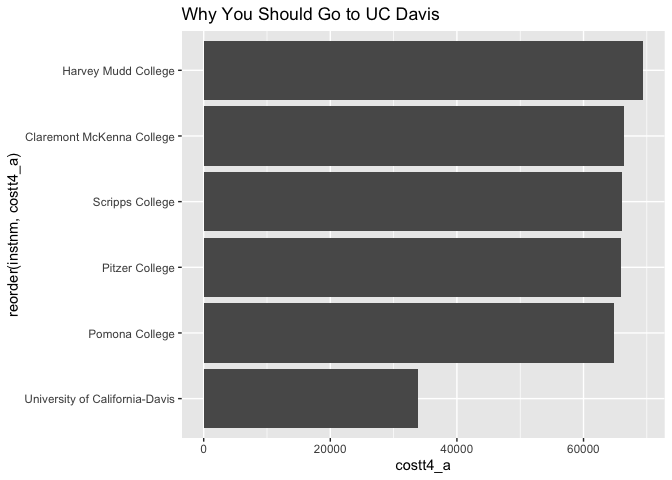 Why You Should Go to UC Davis
reorder(instnm, costt4_a)
Harvey Mudd College
Claremont McKenna College
Scripps College
Pitzer College
Pomona College
University of California-Davis
0 20000 40000 60000
costt4_a